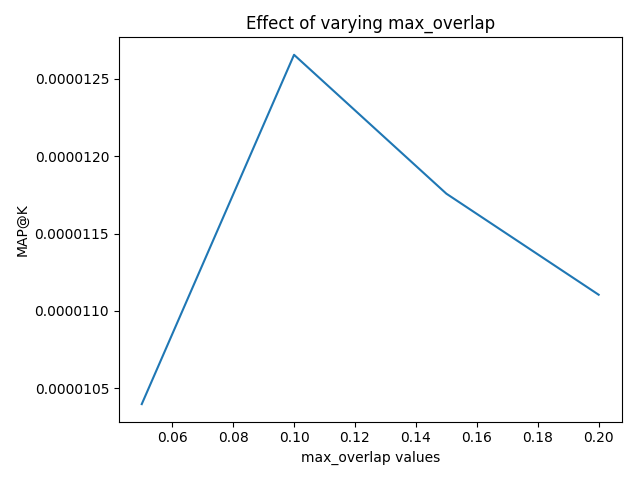 Effect of varying max_overlap
0.0000125
0.0000120
0.0000115
0.0000110
0.0000105
MAP@K
0.06 0.08 0.10 0.12 0.14 0.16 0.18 0.20
max_overlap values